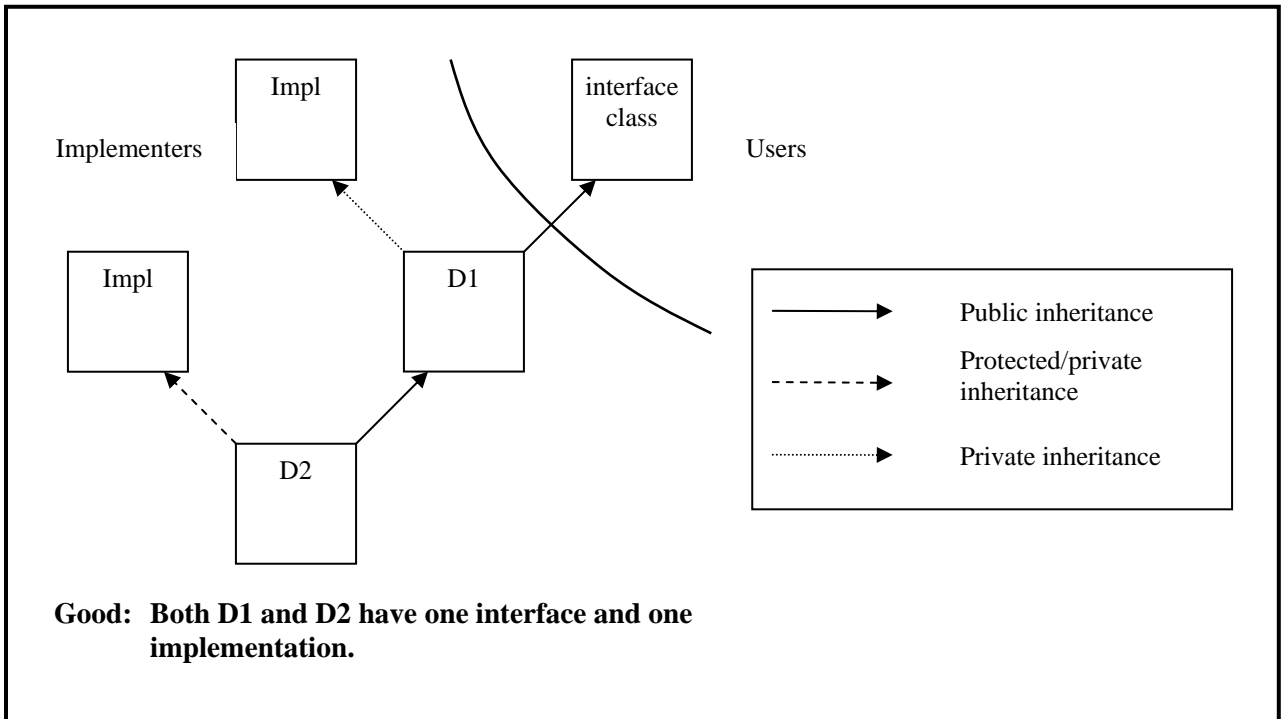 Impl
interface
class
Implementers
Users
Impl
D1
Public inheritance
Protected/private
inheritance
D2
Private inheritance
Good: Both D1 and D2 have one interface and one
implementation.